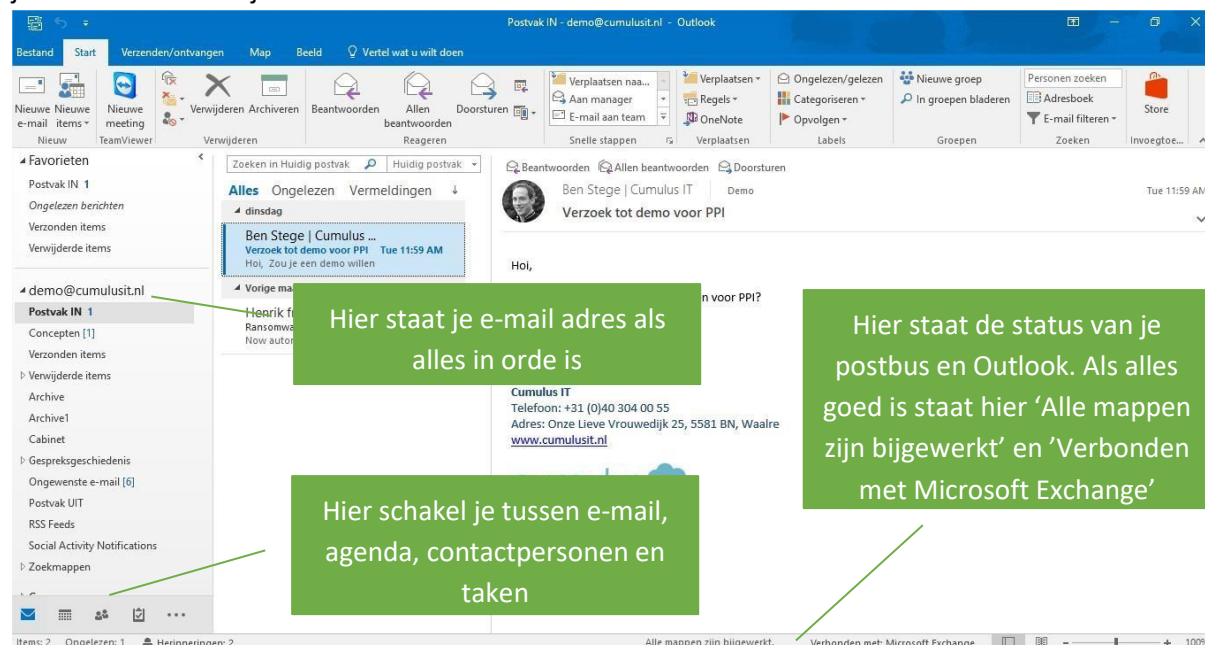 Postvak IN - demo@cumulusit.nl - Outlook
Bestand Start Verzenden/ontvangen Map Beeld Vertel wat u wilt doen
Nieuwe e-mail
Nieuwe items
Nieuw
Nieuwe meeting
TeamViewer
Verwijderen Archiveren
Verwijderen
Beantwoorden
Allen beantwoorden
Doorsturen
Reageren
Verplaatsen naa...
Aan manager
E-mail aan team
Snelle stappen
Verplaatsen
Regels
OneNote
Verplaatsen
Ongelezen/gelezen
Categoriseren
Opvolgen
Labels
Nieuwe groep
In groepen bladeren
Groepen
Personen zoeken
Adresboek
E-mail filteren
Zoeken
Store
Invoegtoe...
Favorieten
Postvak IN 1
Ongelezen berichten
Verzonden items
Verwijderde items
demo@cumulusit.nl
Postvak IN 1
Concepten [1]
Verzonden items
Verwijderde items
Archive
Archive1
Cabinet
Gespreksgeschiedenis
Ongewenste e-mail [6]
Postvak UIT
RSS Feeds
Social Activity Notifications
Zoekmappen
Zoeken in Huidig postvak Huidig postvak
Alles Ongelezen Vermeldingen
dinsdag
Ben Stege | Cumulus ...
Verzoek tot demo voor PPI Tue 11:59 AM
Hoi, Zou je een demo willen
Vorige
Henrik
Now
Beantwoorden Allen beantwoorden Doorsturen
Ben Stege | Cumulus IT Demo
Tue 11:59 AM
Verzoek tot demo voor PPI
Hoi,
voor PPI?
Cumulus IT
Telefoon: +31 (0)40 304 00 55
Adres: Onze Lieve Vrouwedijk 25, 5581 BN, Waalre
www.cumulusit.nl
Hier staat je e-mail adres als
alles in orde is
Hier schakel je tussen e-mail,
agenda, contactpersonen en
taken
Hier staat de status van je
postbus en Outlook. Als alles
goed is staat hier ‘Alle mappen
zijn bijgewerkt’ en ’Verbonden
met Microsoft Exchange’
Items: 2 Ongelezen: 1 Herinneringen: 2
Alle mappen zijn bijgewerkt. Verbonden met: Microsoft Exchange 100%